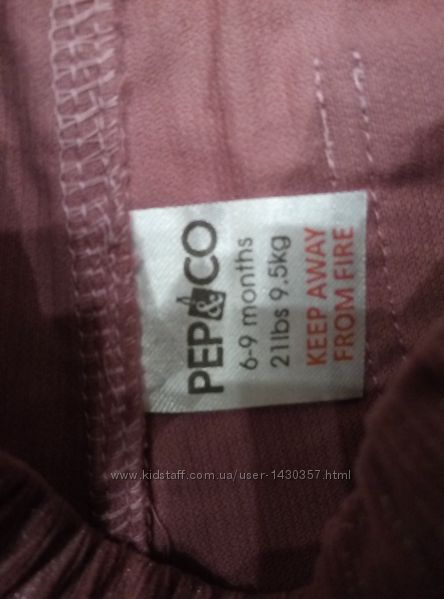 PEP&CO
6-9 months
21lbs 9.5kg
KEEP AWAY
FROM FIRE
www.kidstaff.com.ua/user-1430357.html